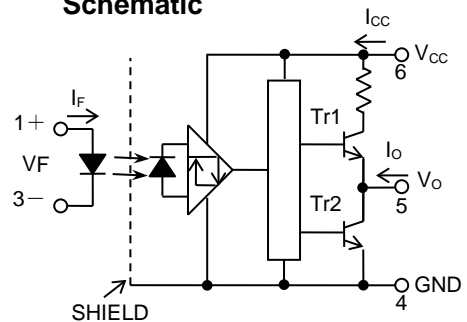 Schematic
ICC
VCC
6
IF
1+
VF
3−
Tr1
IO
VO
5
Tr2
GND
4
SHIELD